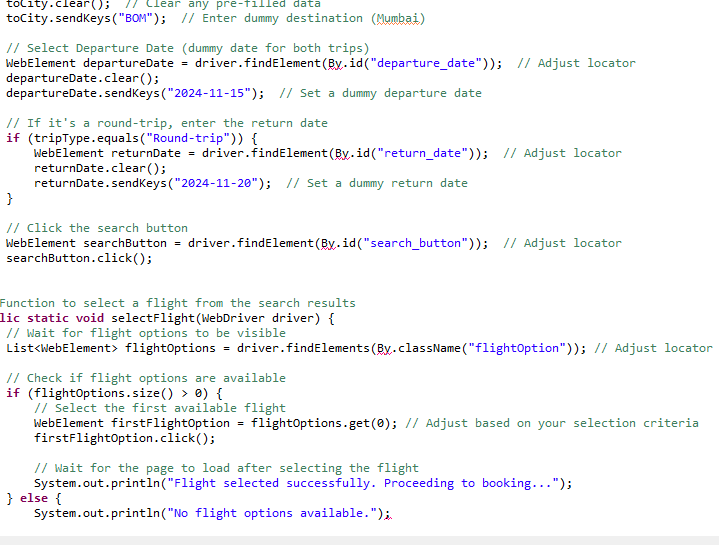 toCity.clear();  // Clear any pre-filled data
toCity.sendKeys("BOM");  // Enter dummy destination (Mumbai)
// Select Departure Date (dummy date for both trips)
WebElement departureDate = driver.findElement(By.id("departure_date"));  // Adjust locator
departureDate.clear();
departureDate.sendKeys("2024-11-15");  // Set a dummy departure date
// If it's a round-trip, enter the return date
if (tripType.equals("Round-trip")) {
    WebElement returnDate = driver.findElement(By.id("return_date"));  // Adjust locator
    returnDate.clear();
    returnDate.sendKeys("2024-11-20");  // Set a dummy return date
}
// Click the search button
WebElement searchButton = driver.findElement(By.id("search_button"));  // Adjust locator
searchButton.click();
Function to select a flight from the search results
lic static void selectFlight(WebDriver driver) {
// Wait for flight options to be visible
List<WebElement> flightOptions = driver.findElements(By.className("flightOption")); // Adjust locator
// Check if flight options are available
if (flightOptions.size() > 0) {
    // Select the first available flight
    WebElement firstFlightOption = flightOptions.get(0); // Adjust based on your selection criteria
    firstFlightOption.click();
    // Wait for the page to load after selecting the flight
    System.out.println("Flight selected successfully. Proceeding to booking...");
} else {
    System.out.println("No flight options available.");